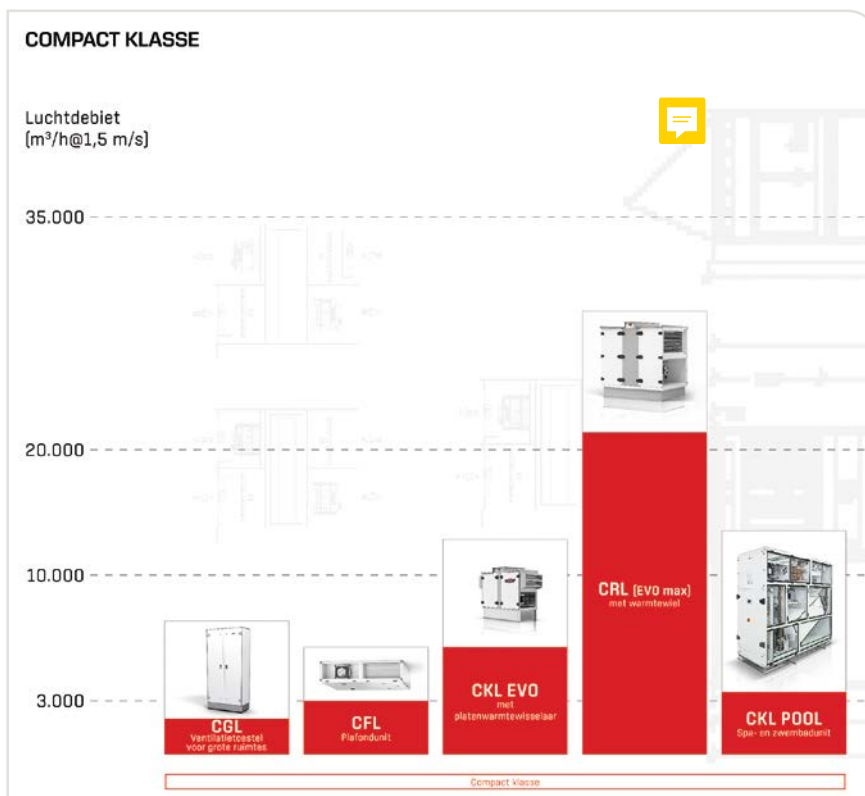 COMPACT KLASSE
Luchtdebiet
(m³/h@1,5 m/s)
35.000
20.000
10.000
3.000
CGL
Ventilatietoestel
voor grote ruimtes
CFL
Plafondunit
CKL EVO
met
platenwarmtewisselaar
CRL (EVO max)
met warmtewiel
CKL POOL
Spa- en zwembadunit
Compact klasse